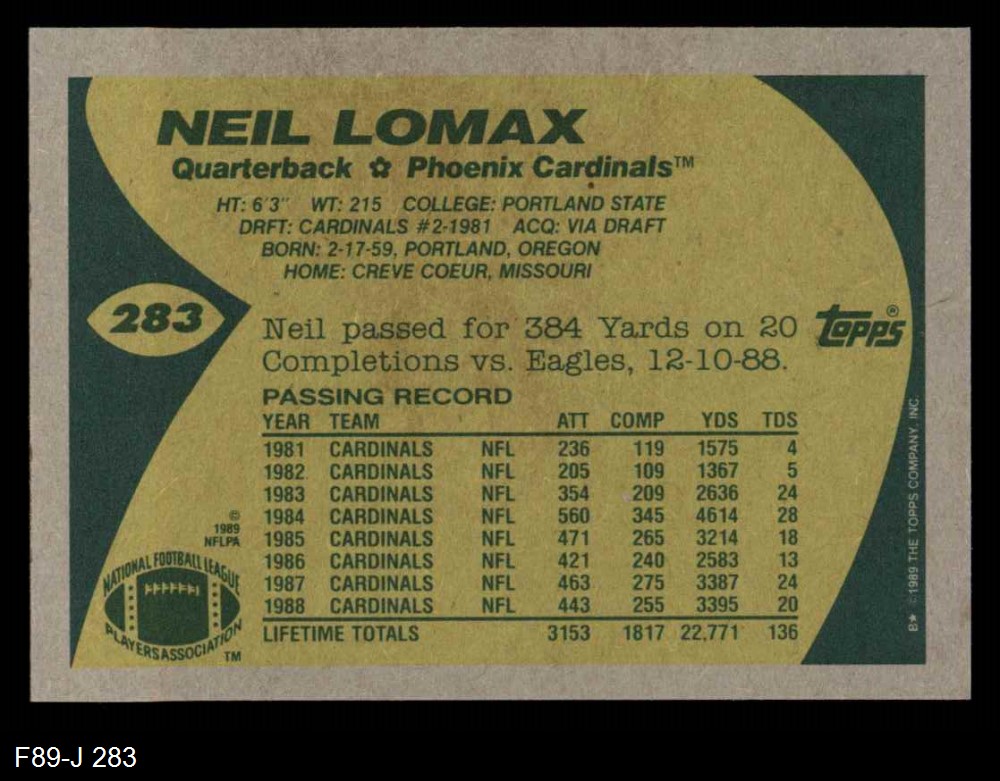 NEIL LOMAX
Quarterback ✿ Phoenix Cardinals™
HT: 6'3" WT: 215 COLLEGE: PORTLAND STATE
DRFT: CARDINALS #2-1981 ACQ: VIA DRAFT
BORN: 2-17-59, PORTLAND, OREGON
HOME: CREVE COEUR, MISSOURI
283
Neil passed for 384 Yards on 20
Completions vs. Eagles, 12-10-88.
topps®
PASSING RECORD
YEAR TEAM ATT COMP YDS TDS
1981 CARDINALS NFL 236 119 1575 4
1982 CARDINALS NFL 205 109 1367 5
1983 CARDINALS NFL 354 209 2636 24
1984 CARDINALS NFL 560 345 4614 28
1985 CARDINALS NFL 471 265 3214 18
1986 CARDINALS NFL 421 240 2583 13
1987 CARDINALS NFL 463 275 3387 24
1988 CARDINALS NFL 443 255 3395 20
LIFETIME TOTALS 3153 1817 22,771 136
©
1989
NFLPA
NATIONAL FOOTBALL LEAGUE
PLAYERS ASSOCIATION
TM
B* ©1989 THE TOPPS COMPANY, INC.
F89-J 283